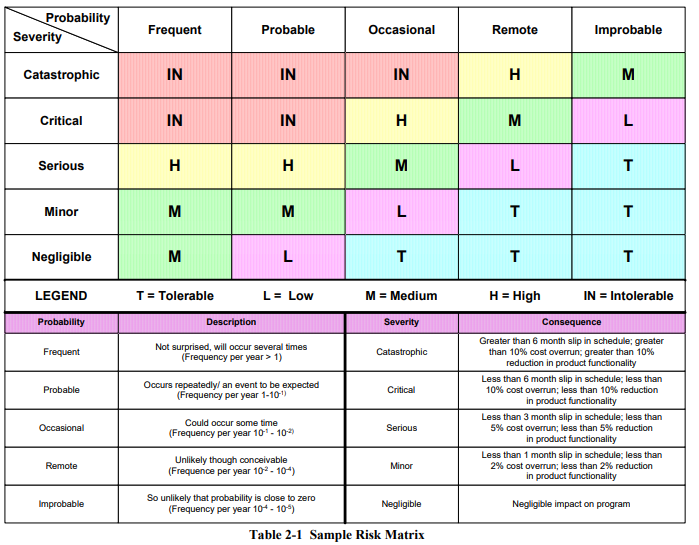 Probability
Severity
Frequent Probable Occasional Remote Improbable
Catastrophic IN IN IN H M
Critical IN IN H M L
Serious H H M L T
Minor M M L T T
Negligible M L T T T
LEGEND T = Tolerable L = Low M = Medium H = High IN = Intolerable
Probability Description Severity Consequence
Frequent
Not surprised, will occur several times
(Frequency per year > 1)
Catastrophic
Greater than 6 month slip in schedule; greater
than 10% cost overrun; greater than 10%
reduction in product functionality
Probable
Occurs repeatedly/ an event to be expected
(Frequency per year 1-10⁻¹)
Critical
Less than 6 month slip in schedule; less than
10% cost overrun; less than 10% reduction
in product functionality
Occasional
Could occur some time
(Frequency per year 10⁻¹ - 10⁻²)
Serious
Less than 3 month slip in schedule; less than
5% cost overrun; less than 5% reduction
in product functionality
Remote
Unlikely though conceivable
(Frequence per year 10⁻² - 10⁻⁴)
Minor
Less than 1 month slip in schedule; less than
2% cost overrun; less than 2% reduction
in product functionality
Improbable
So unlikely that probability is close to zero
(Frequency per year 10⁻⁴ - 10⁻⁵)
Negligible
Negligible impact on program
Table 2-1 Sample Risk Matrix